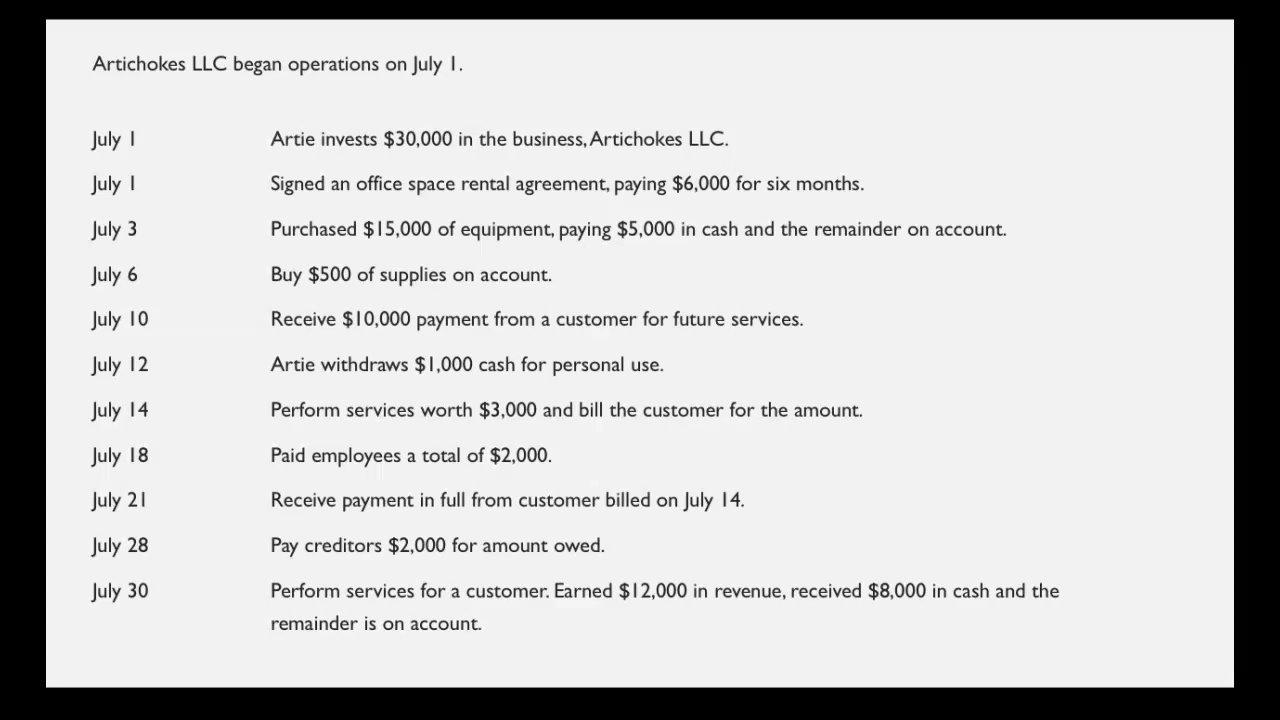 Artichokes LLC began operations on July 1.
July 1 Artie invests $30,000 in the business, Artichokes LLC.
July 1 Signed an office space rental agreement, paying $6,000 for six months.
July 3 Purchased $15,000 of equipment, paying $5,000 in cash and the remainder on account.
July 6 Buy $500 of supplies on account.
July 10 Receive $10,000 payment from a customer for future services.
July 12 Artie withdraws $1,000 cash for personal use.
July 14 Perform services worth $3,000 and bill the customer for the amount.
July 18 Paid employees a total of $2,000.
July 21 Receive payment in full from customer billed on July 14.
July 28 Pay creditors $2,000 for amount owed.
July 30 Perform services for a customer. Earned $12,000 in revenue, received $8,000 in cash and the
remainder is on account.